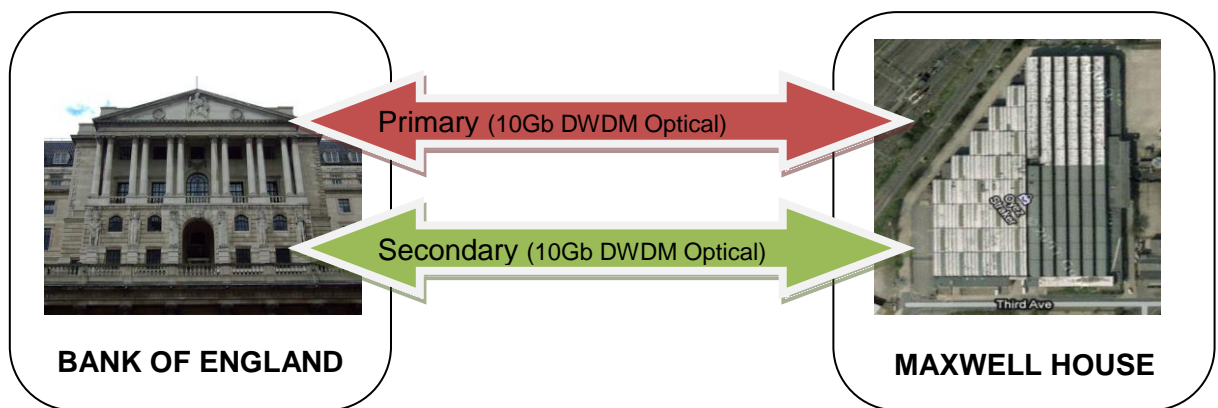 Primary (10Gb DWDM Optical)
Secondary (10Gb DWDM Optical)
Third Ave
BANK OF ENGLAND
MAXWELL HOUSE